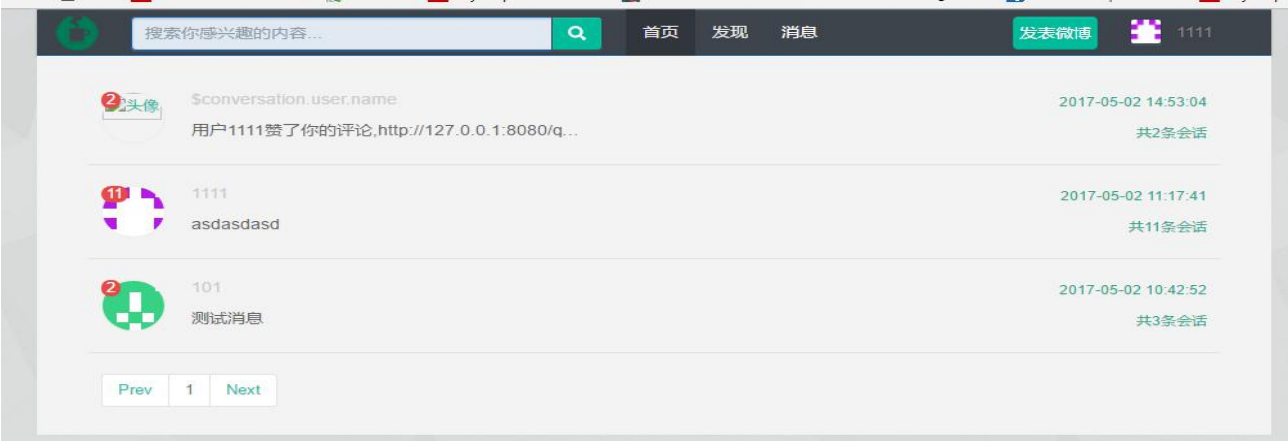 搜索你感兴趣的内容...
首页 发现 消息
发表微博
1111
2
头像
$conversation.user.name
2017-05-02 14:53:04
用户1111赞了你的评论,http://127.0.0.1:8080/q...
共2条会话
11
1111
2017-05-02 11:17:41
asdasdasd
共11条会话
2
101
2017-05-02 10:42:52
测试消息
共3条会话
Prev 1 Next